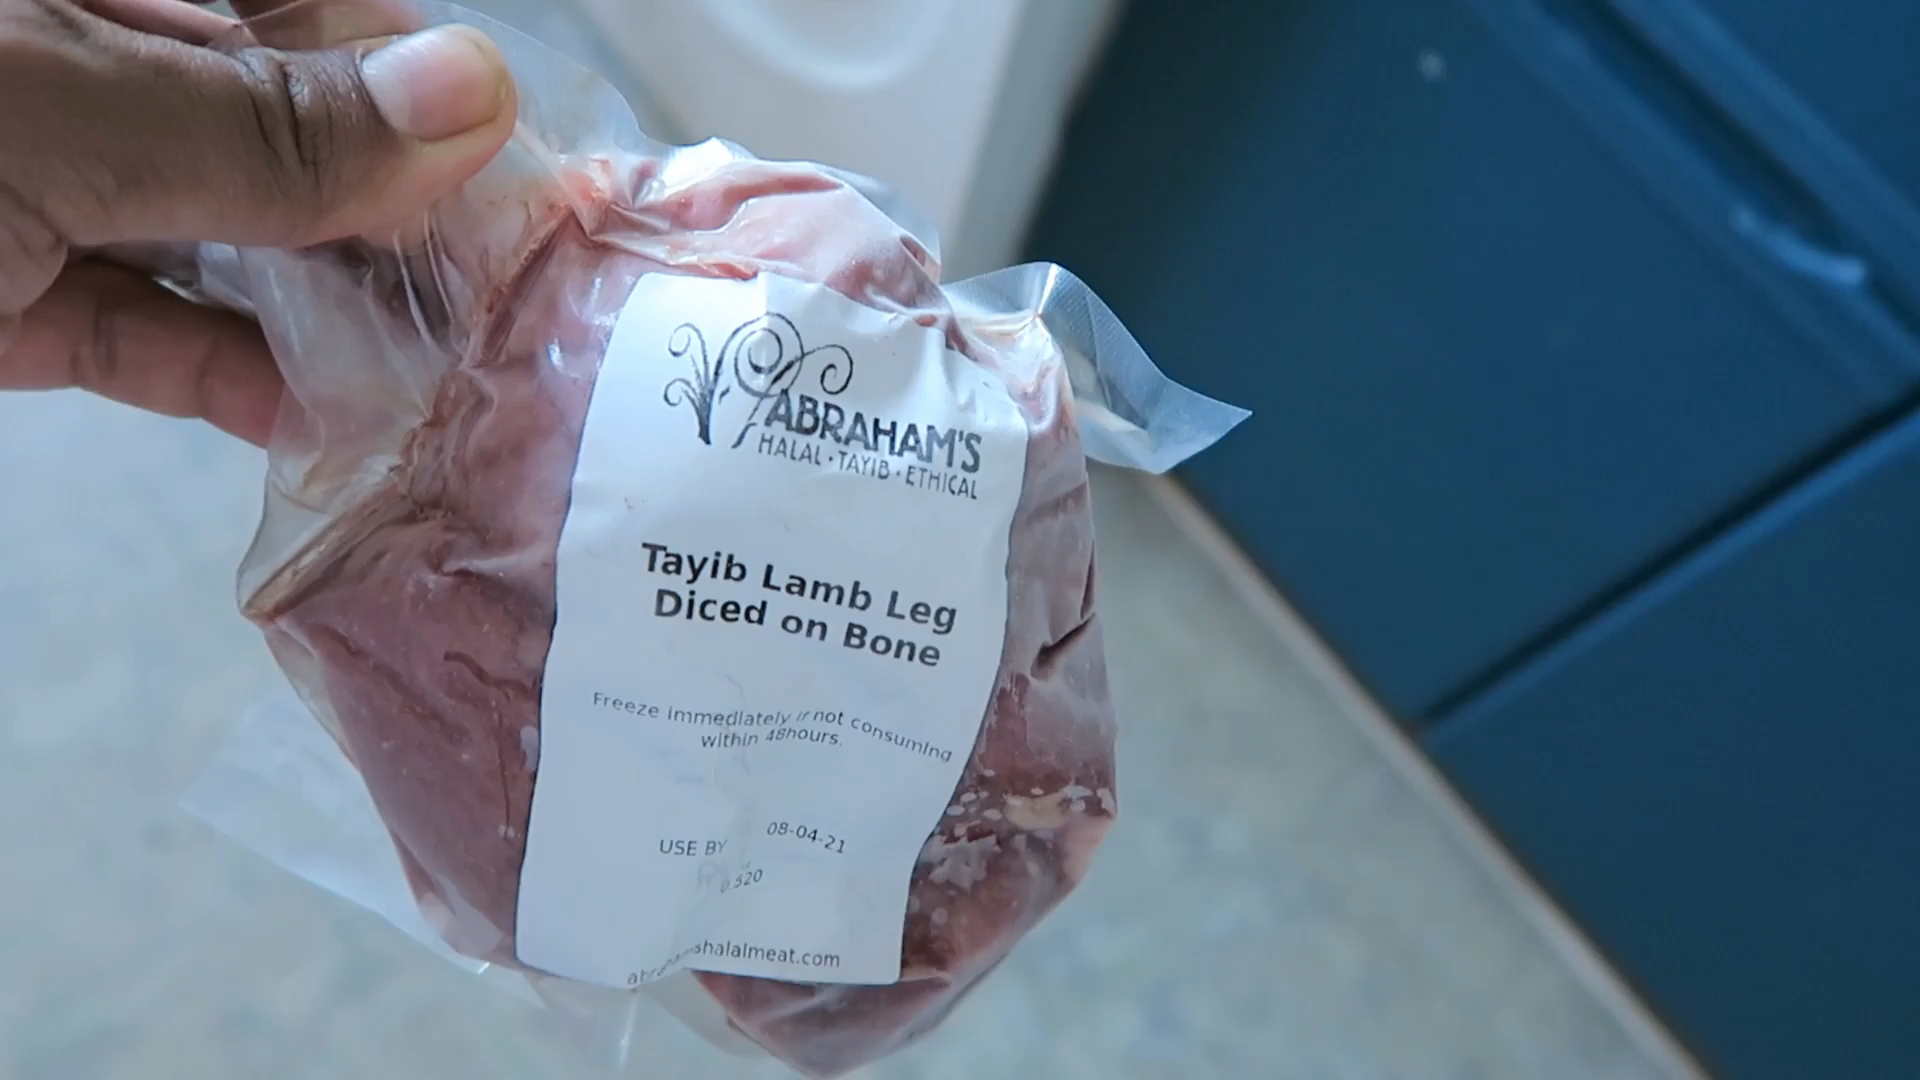 ABRAHAM'S
HALAL · TAYIB · ETHICAL
Tayib Lamb Leg
Diced on Bone
Freeze immediately if not consuming
within 48hours.
USE BY 08-04-21
0.520
abrahamshalalmeat.com